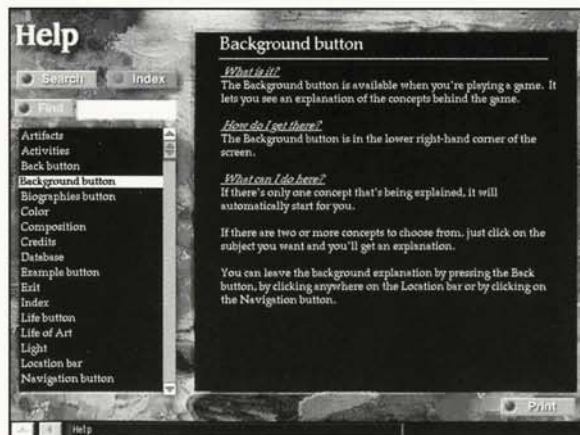 Help
Search
Index
Find
Artifacts
Activities
Back button
Background button
Biographies button
Color
Composition
Credits
Database
Example button
Exit
Index
Life button
Life of Art
Light
Location bar
Navigation button
Background button
What is it?
The Background button is available when you're playing a game. It
lets you see an explanation of the concepts behind the game.
How do I get there?
The Background button is in the lower right-hand corner of the
screen.
What can I do here?
If there's only one concept that's being explained, it will
automatically start for you.
If there are two or more concepts to choose from, just click on the
subject you want and you'll get an explanation.
You can leave the background explanation by pressing the Back
button, by clicking anywhere on the Location bar or by clicking on
the Navigation button.
Print
Help